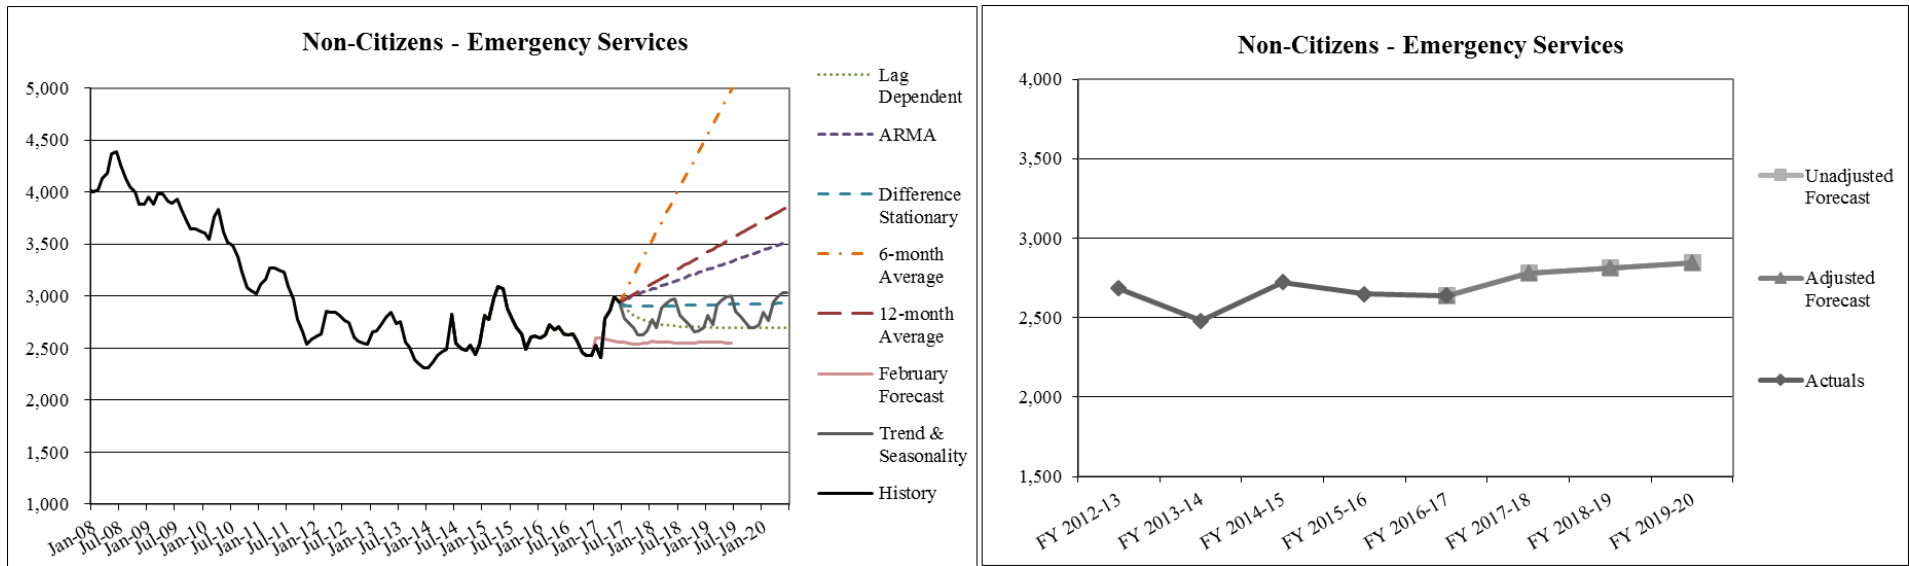 Non-Citizens - Emergency Services
5,000
4,500
4,000
3,500
3,000
2,500
2,000
1,500
1,000
Jan-08
Jul-08
Jan-09
Jul-09
Jan-10
Jul-10
Jan-11
Jul-11
Jan-12
Jul-12
Jan-13
Jul-13
Jan-14
Jul-14
Jan-15
Jul-15
Jan-16
Jul-16
Jan-17
Jul-17
Jan-18
Jul-18
Jan-19
Jul-19
Jan-20
Lag
Dependent
ARMA
Difference
Stationary
6-month
Average
12-month
Average
February
Forecast
Trend &
Seasonality
History
Non-Citizens - Emergency Services
4,000
3,500
3,000
2,500
2,000
1,500
FY 2012-13
FY 2013-14
FY 2014-15
FY 2015-16
FY 2016-17
FY 2017-18
FY 2018-19
FY 2019-20
Unadjusted
Forecast
Adjusted
Forecast
Actuals